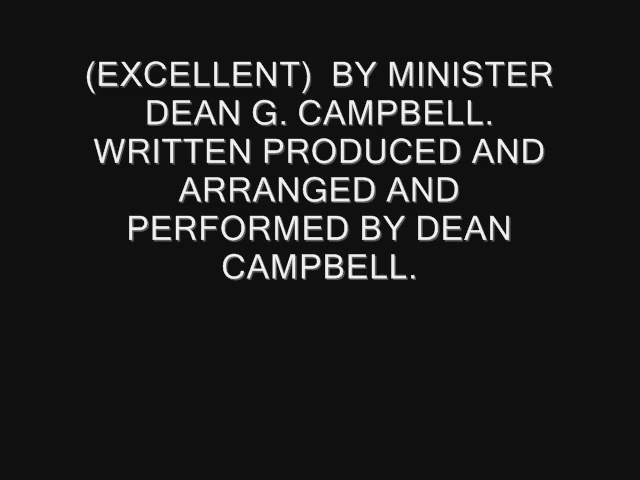 (EXCELLENT)  BY MINISTER
DEAN G. CAMPBELL.
WRITTEN PRODUCED AND
ARRANGED AND
PERFORMED BY DEAN
CAMPBELL.